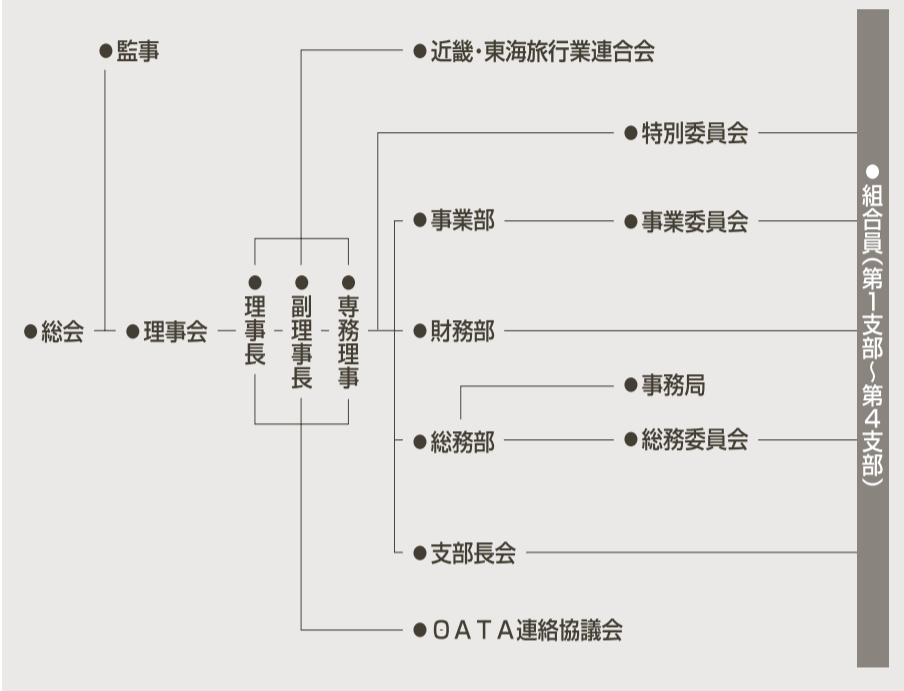 ●監事
●近畿・東海旅行業連合会
●特別委員会
●事業部
●事業委員会
●総会
●理事会
●理事長
●副理事長
●専務理事
●財務部
●事務局
●総務部
●総務委員会
●支部長会
●ＯＡＴＡ連絡協議会
●組合員（第1支部～第4支部）